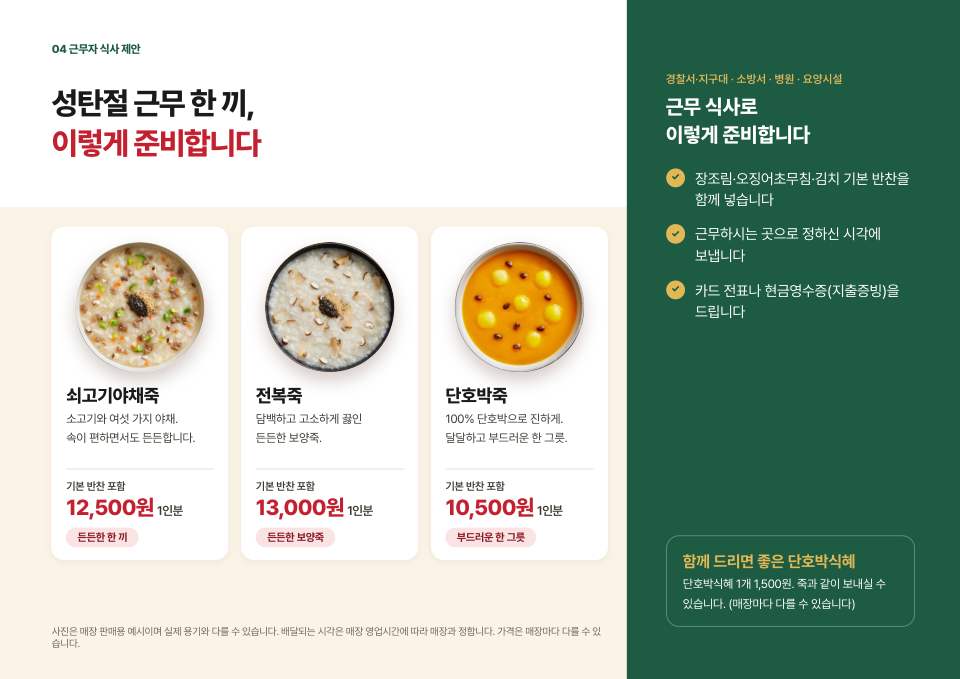 04 근무자 식사 제안
성탄절 근무 한 끼,
이렇게 준비합니다
쇠고기야채죽
소고기와 여섯 가지 야채.
속이 편하면서도 든든합니다.
기본 반찬 포함
12,500원 1인분
든든한 한 끼
전복죽
담백하고 고소하게 끓인
든든한 보양죽.
기본 반찬 포함
13,000원 1인분
든든한 보양죽
단호박죽
100% 단호박으로 진하게.
달달하고 부드러운 한 그릇.
기본 반찬 포함
10,500원 1인분
부드러운 한 그릇
사진은 매장 판매용 예시이며 실제 용기와 다를 수 있습니다. 배달되는 시각은 매장 영업시간에 따라 매장과 정합니다. 가격은 매장마다 다를 수 있
습니다.
경찰서·지구대 · 소방서 · 병원 · 요양시설
근무 식사로
이렇게 준비합니다
장조림·오징어초무침·김치 기본 반찬을
함께 넣습니다
근무하시는 곳으로 정하신 시각에
보냅니다
카드 전표나 현금영수증(지출증빙)을
드립니다
함께 드리면 좋은 단호박식혜
단호박식혜 1개 1,500원. 죽과 같이 보내실 수
있습니다. (매장마다 다를 수 있습니다)